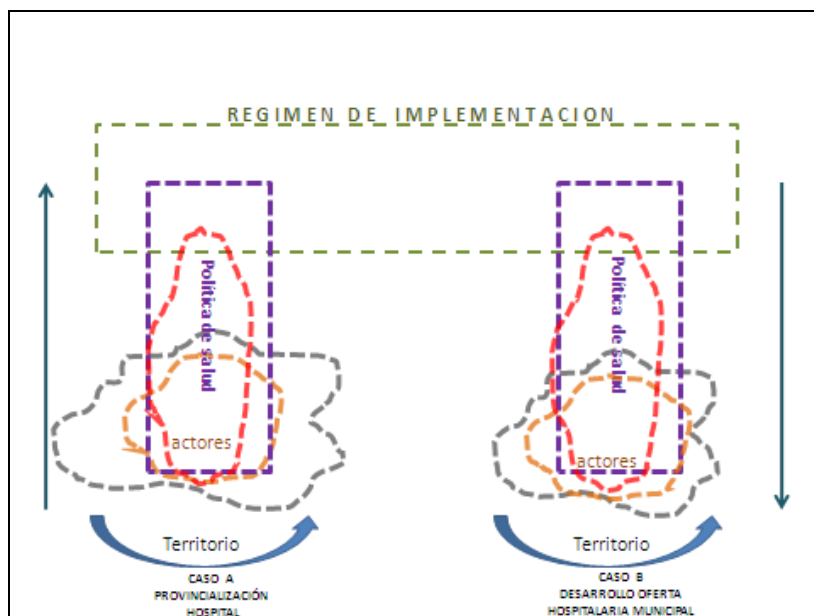 REGIMEN DE IMPLEMENTACION
Política de salud
Política de salud
actores
actores
Territorio
Territorio
CASO A
PROVINCIALIZACIÓN
HOSPITAL
CASO B
DESARROLLO OFERTA
HOSPITALARIA MUNICIPAL